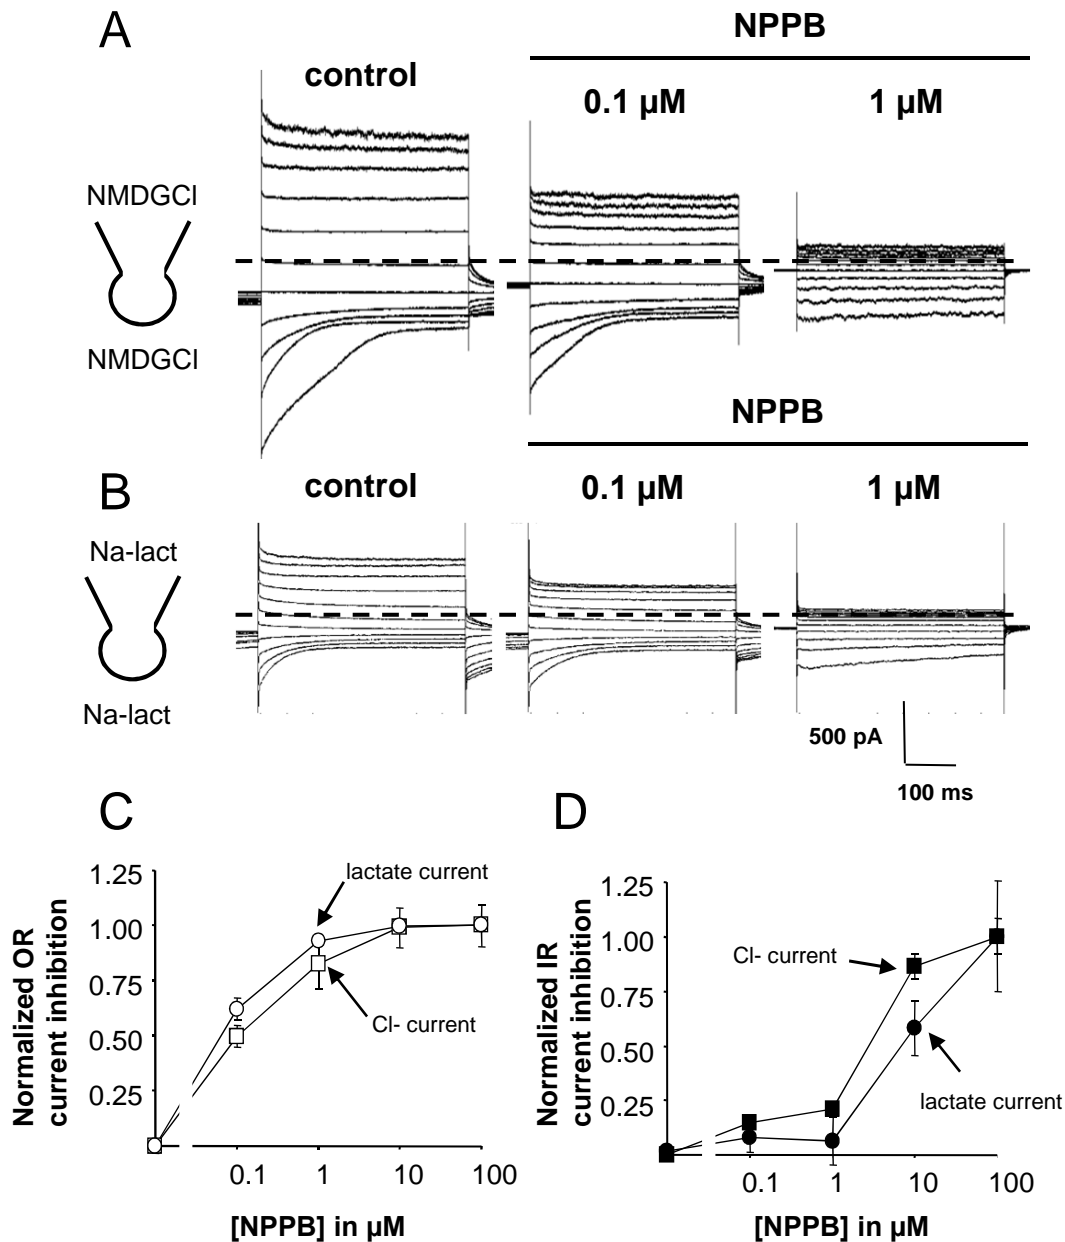 A
NPPB
control
0.1 µM
1 µM
NMDGCl
NMDGCl
NPPB
B
control
0.1 µM
1 µM
Na-lact
Na-lact
500 pA
100 ms
C
Normalized OR
current inhibition
1.25
1.00
0.75
0.50
0.25
lactate current
Cl- current
0.1
1
10
100
[NPPB] in µM
D
Normalized IR
current inhibition
1.25
1.00
0.75
0.50
0.25
Cl- current
lactate current
0.1
1
10
100
[NPPB] in µM